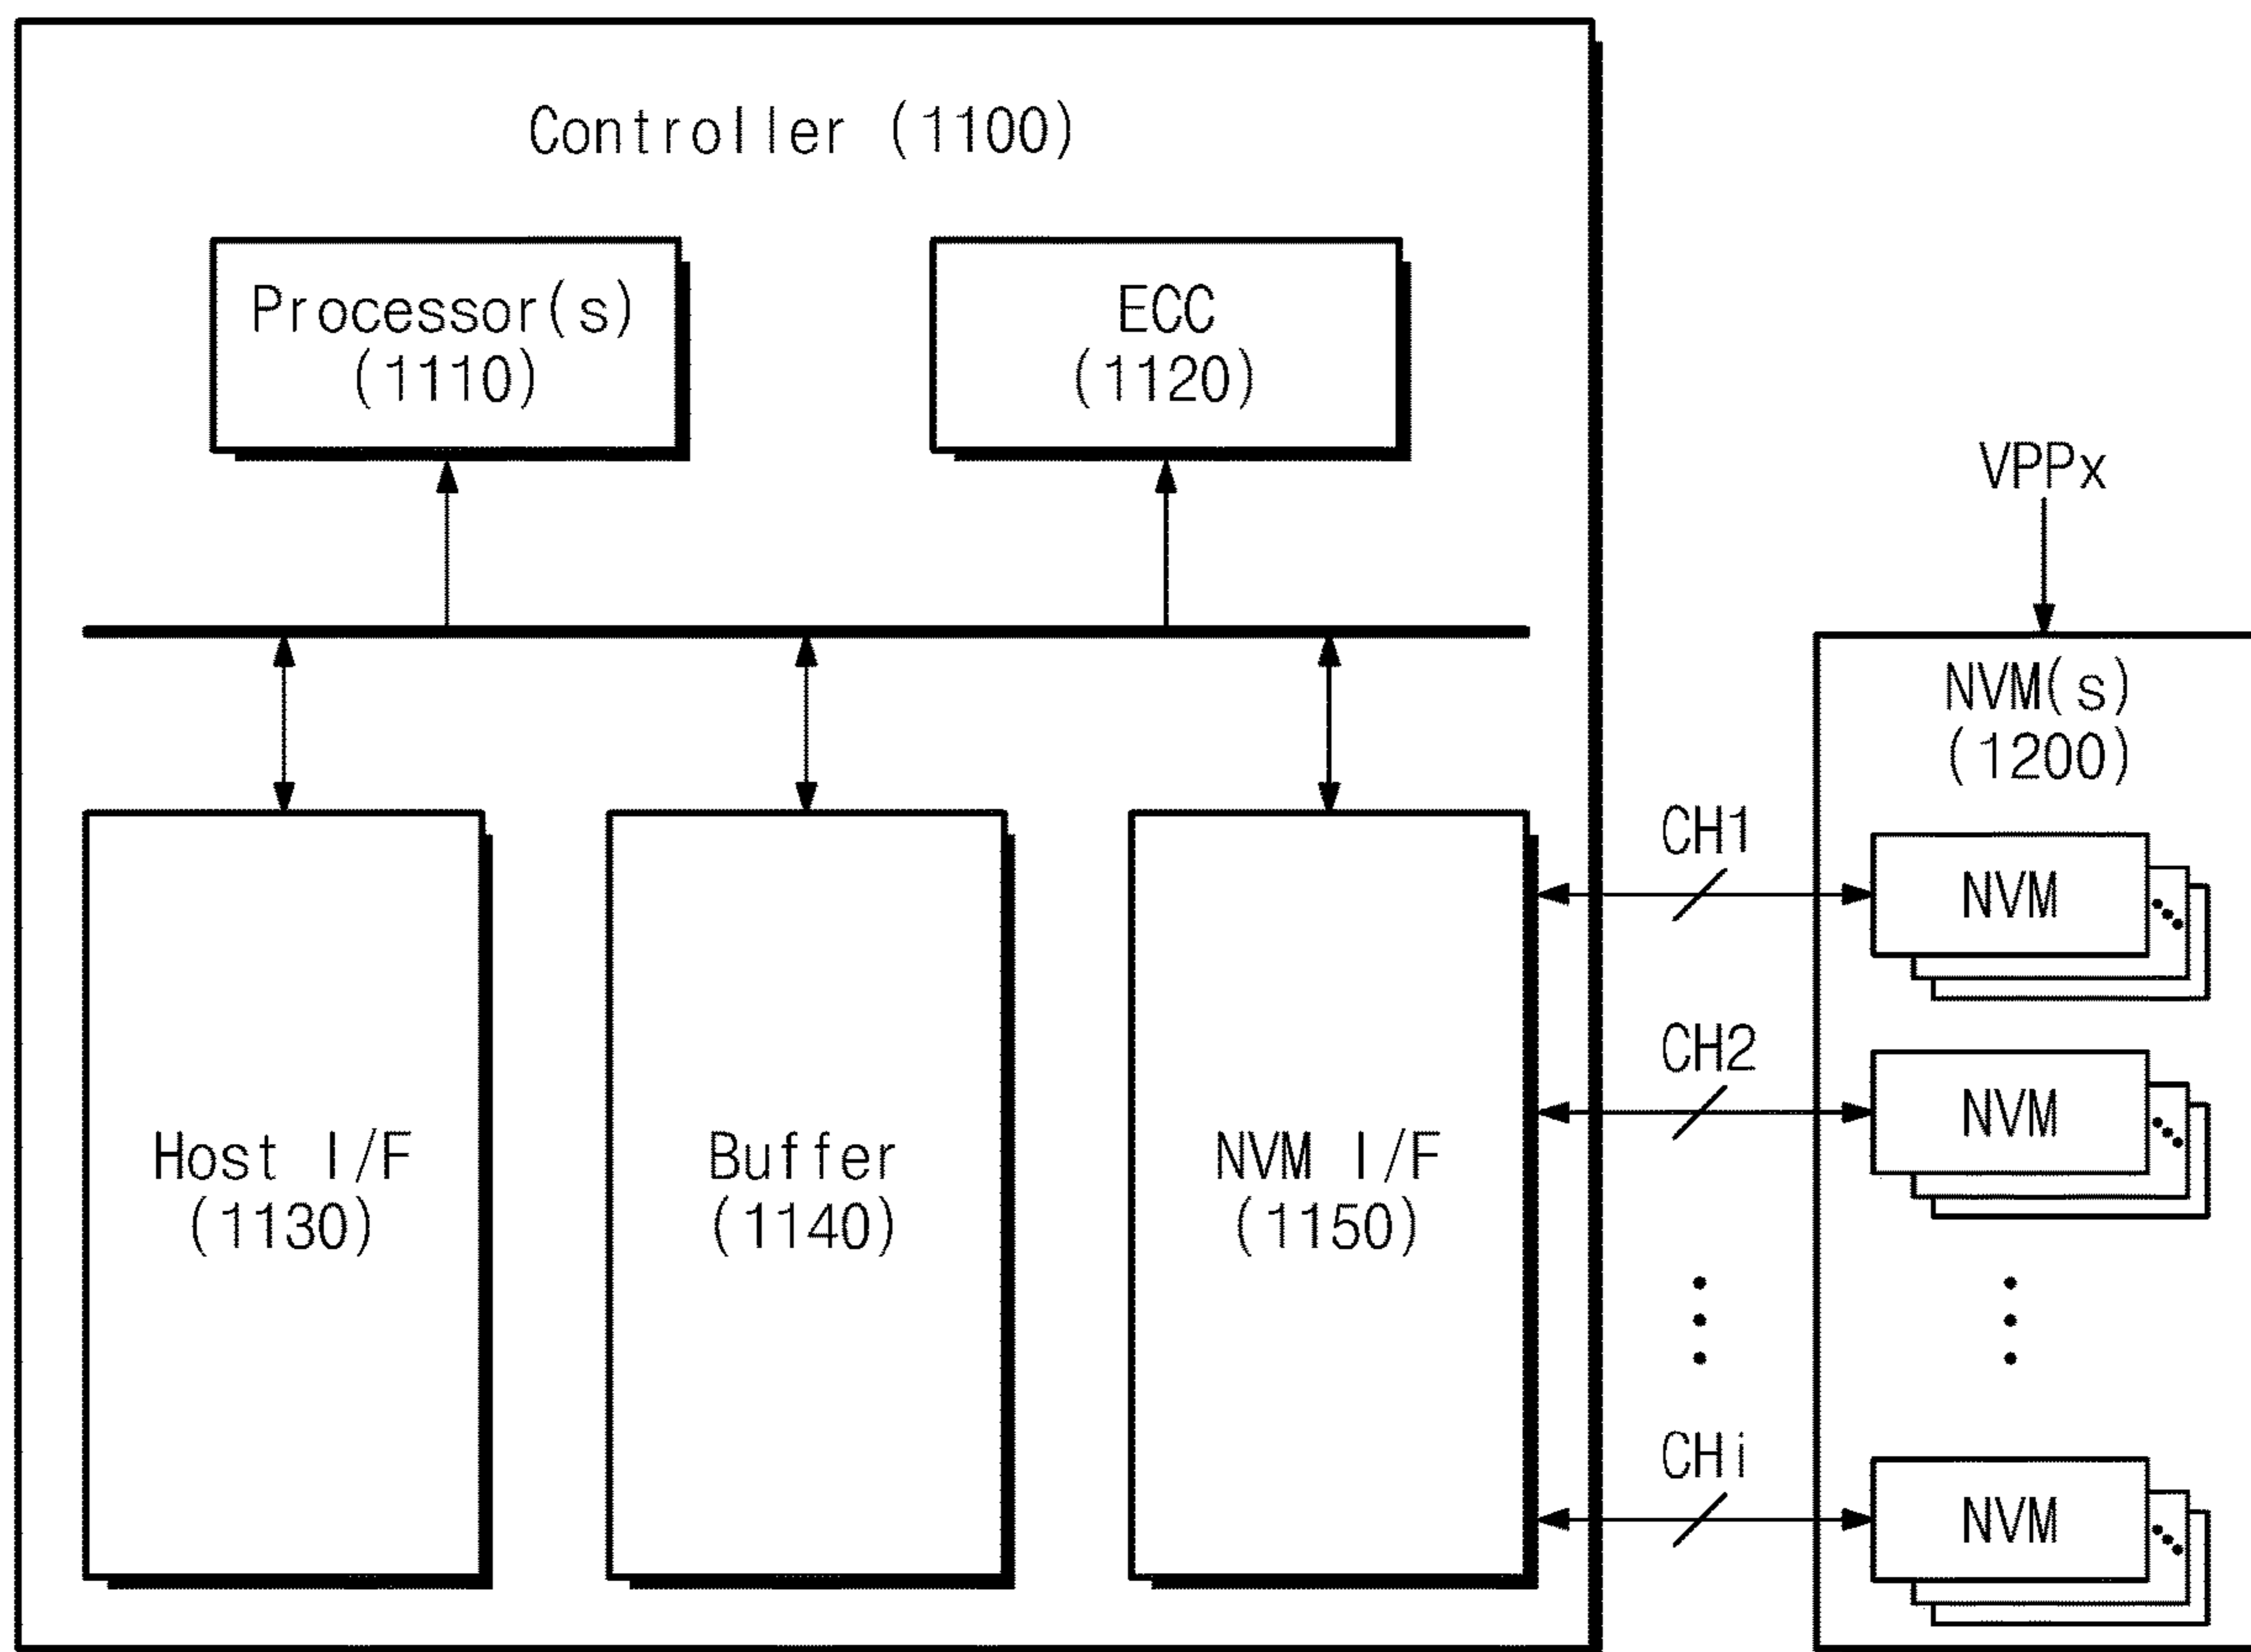 Controller (1100)
Processor(s)
(1110)
ECC
(1120)
VPPx
NVM(s)
(1200)
Host I/F
(1130)
Buffer
(1140)
NVM I/F
(1150)
CH1
NVM
CH2
NVM
CHi
NVM